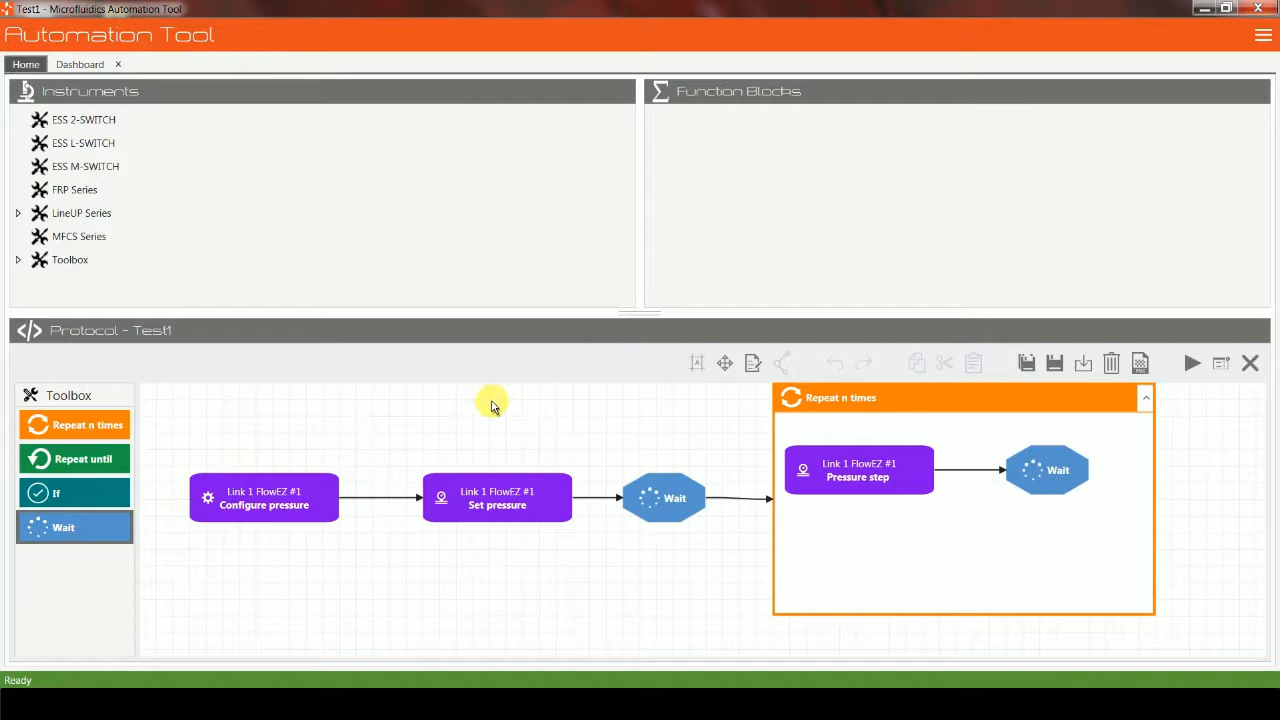 Test1 - Microfluidics Automation Tool
Automation Tool
Home
Dashboard
Instruments
ESS 2-SWITCH
ESS L-SWITCH
ESS M-SWITCH
FRP Series
LineUP Series
MFCS Series
Toolbox
Function Blocks
Protocol - Test1
PNG
Toolbox
Repeat n times
Repeat until
If
Wait
Link 1 FlowEZ #1
Configure pressure
Link 1 FlowEZ #1
Set pressure
Wait
Repeat n times
Link 1 FlowEZ #1
Pressure step
Wait
Ready